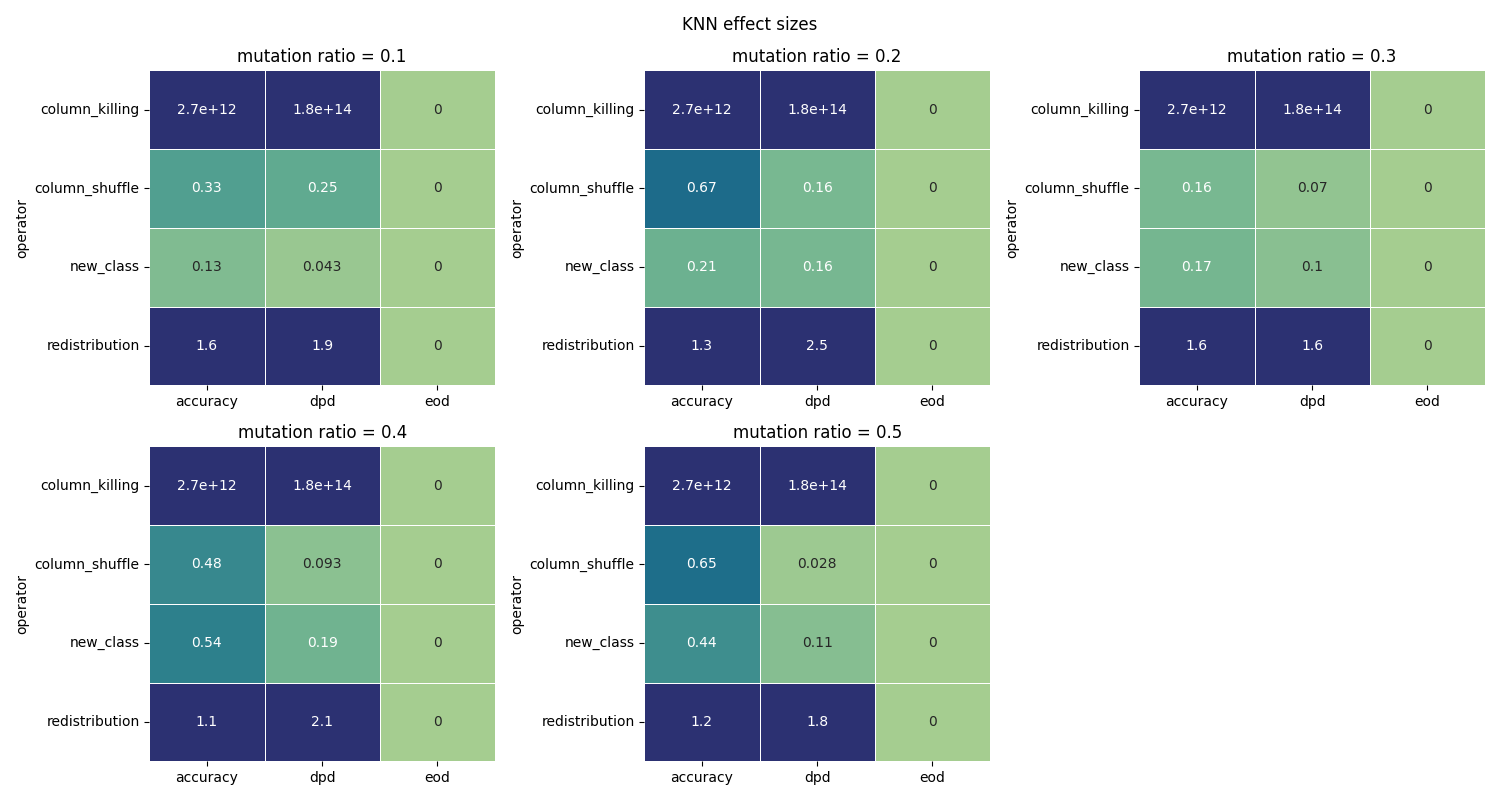 KNN effect sizes
mutation ratio = 0.1
operator
column_killing 2.7e+12 1.8e+14 0
column_shuffle 0.33 0.25 0
new_class 0.13 0.043 0
redistribution 1.6 1.9 0
accuracy dpd eod
mutation ratio = 0.2
operator
column_killing 2.7e+12 1.8e+14 0
column_shuffle 0.67 0.16 0
new_class 0.21 0.16 0
redistribution 1.3 2.5 0
accuracy dpd eod
mutation ratio = 0.3
operator
column_killing 2.7e+12 1.8e+14 0
column_shuffle 0.16 0.07 0
new_class 0.17 0.1 0
redistribution 1.6 1.6 0
accuracy dpd eod
mutation ratio = 0.4
operator
column_killing 2.7e+12 1.8e+14 0
column_shuffle 0.48 0.093 0
new_class 0.54 0.19 0
redistribution 1.1 2.1 0
accuracy dpd eod
mutation ratio = 0.5
operator
column_killing 2.7e+12 1.8e+14 0
column_shuffle 0.65 0.028 0
new_class 0.44 0.11 0
redistribution 1.2 1.8 0
accuracy dpd eod